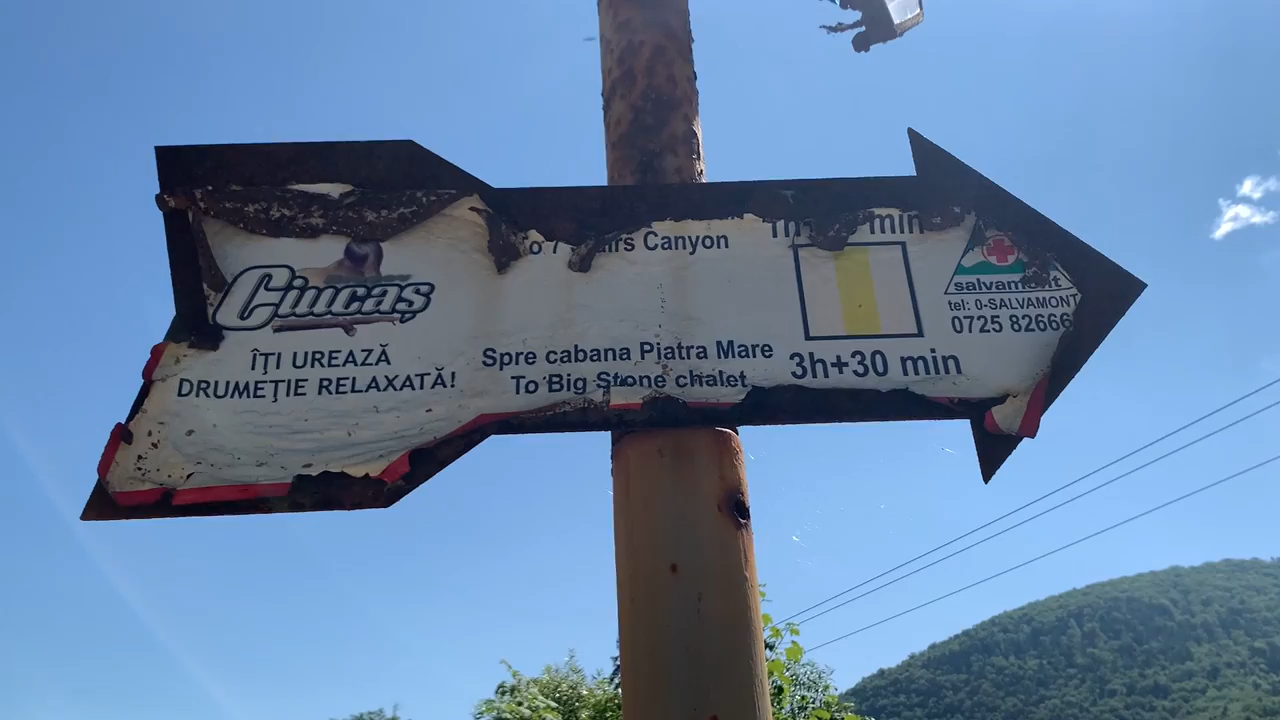 Ciucaş
ÎŢI UREAZĂ
DRUMEŢIE RELAXATĂ!
7 Canyon
min
Spre cabana Piatra Mare
To Big Stone chalet
3h+30 min
salvamont
tel: 0-SALVAMONT
0725 82666